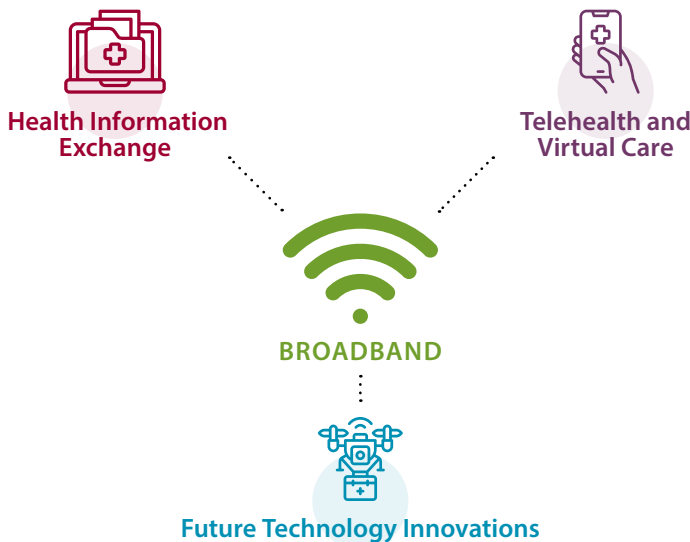 Health Information
Exchange
Telehealth and
Virtual Care
BROADBAND
Future Technology Innovations